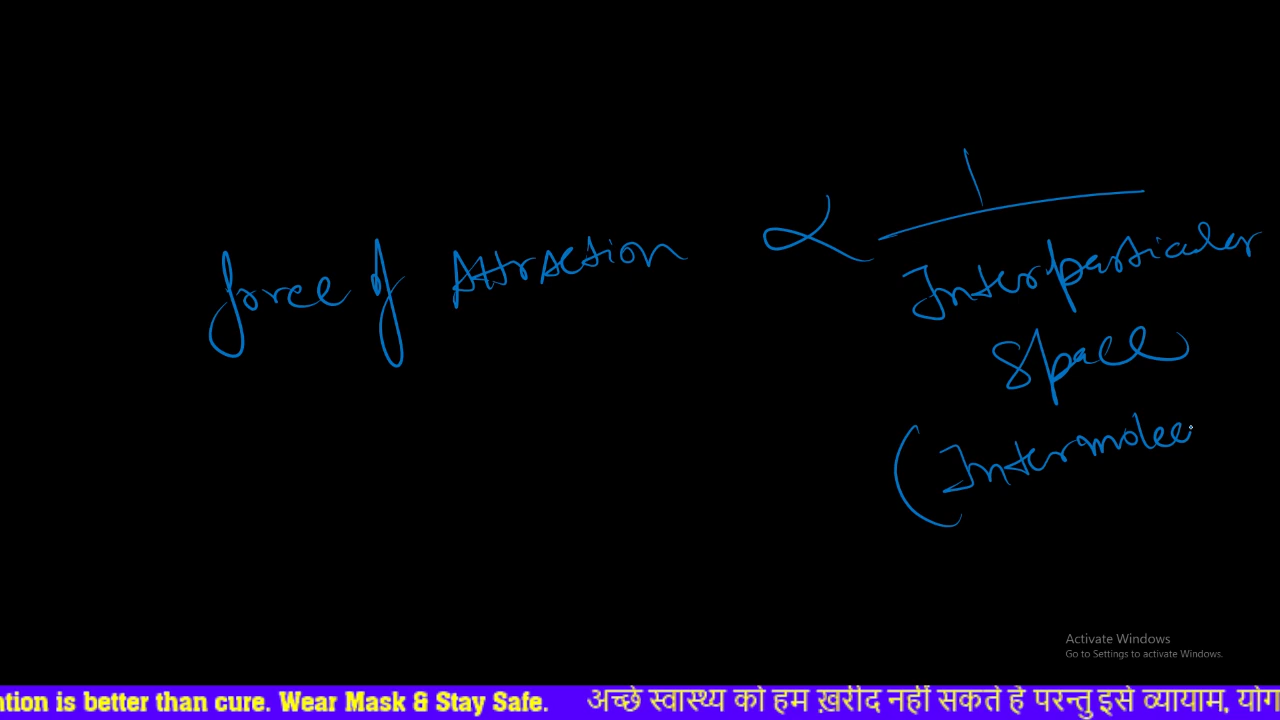 force of Attraction ∝ 1
Interparticular
Space
(Intermolec
Activate Windows
Go to Settings to activate Windows.
ntion is better than cure. Wear Mask & Stay Safe. अच्छे स्वास्थ्य को हम ख़रीद नहीं सकते हे परन्तु इसे व्यायाम, योग